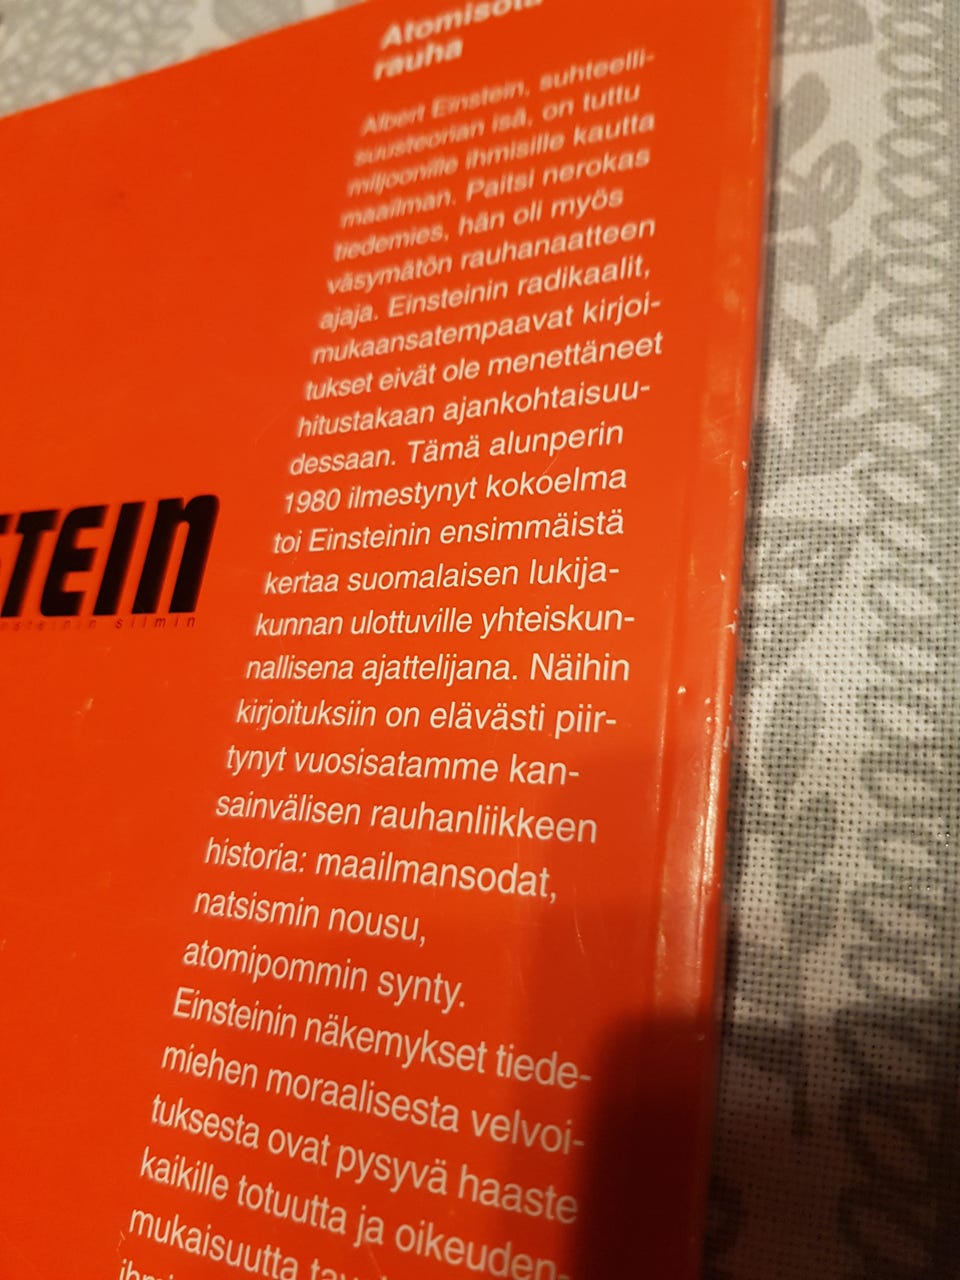 Atomisota
rauha
Albert Einstein, suhteelli-
suusteorian isä, on tuttu
miljoonille ihmisille kautta
maailman. Paitsi nerokas
tiedemies, hän oli myös
väsymätön rauhanaatteen
ajaja. Einsteinin radikaalit,
mukaansatempaavat kirjoi-
tukset eivät ole menettäneet
hitustakaan ajankohtaisuu-
dessaan. Tämä alunperin
1980 ilmestynyt kokoelma
toi Einsteinin ensimmäistä
kertaa suomalaisen lukija-
kunnan ulottuville yhteiskun-
nallisena ajattelijana. Näihin
kirjoituksiin on elävästi piir-
tynyt vuosisatamme kan-
sainvälisen rauhanliikkeen
historia: maailmansodat,
natsismin nousu,
atomipommin synty.
Einsteinin näkemykset tiede-
miehen moraalisesta velvoi-
tuksesta ovat pysyvä haaste
kaikille totuutta ja oikeuden-
mukaisuutta
STEIn
nsteinin silmin